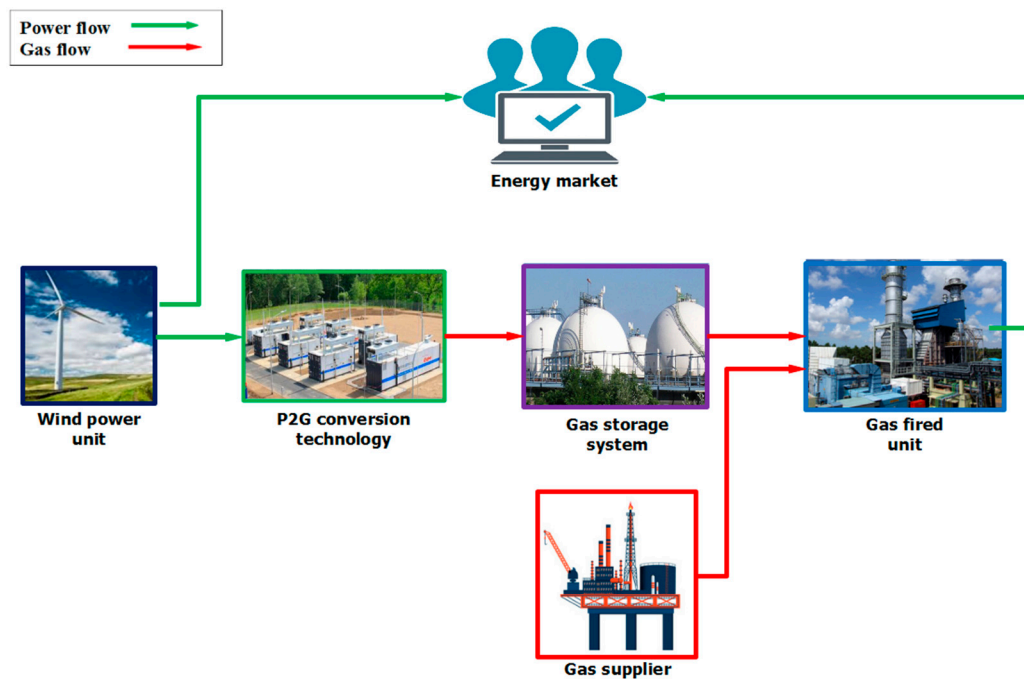 Power flow
Gas flow
Energy market
Wind power
unit
P2G conversion
technology
Gas storage
system
Gas fired
unit
Gas supplier